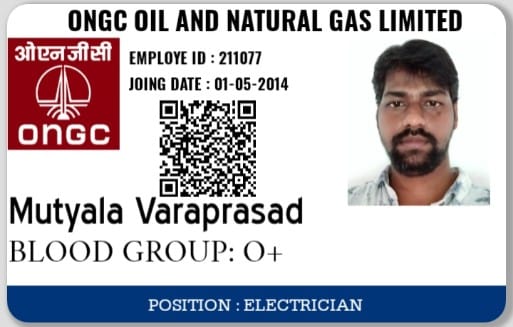 ONGC OIL AND NATURAL GAS LIMITED
ओएनजीसी
ONGC
EMPLOYE ID : 211077
JOING DATE : 01-05-2014
Mutyala Varaprasad
BLOOD GROUP: O+
POSITION : ELECTRICIAN